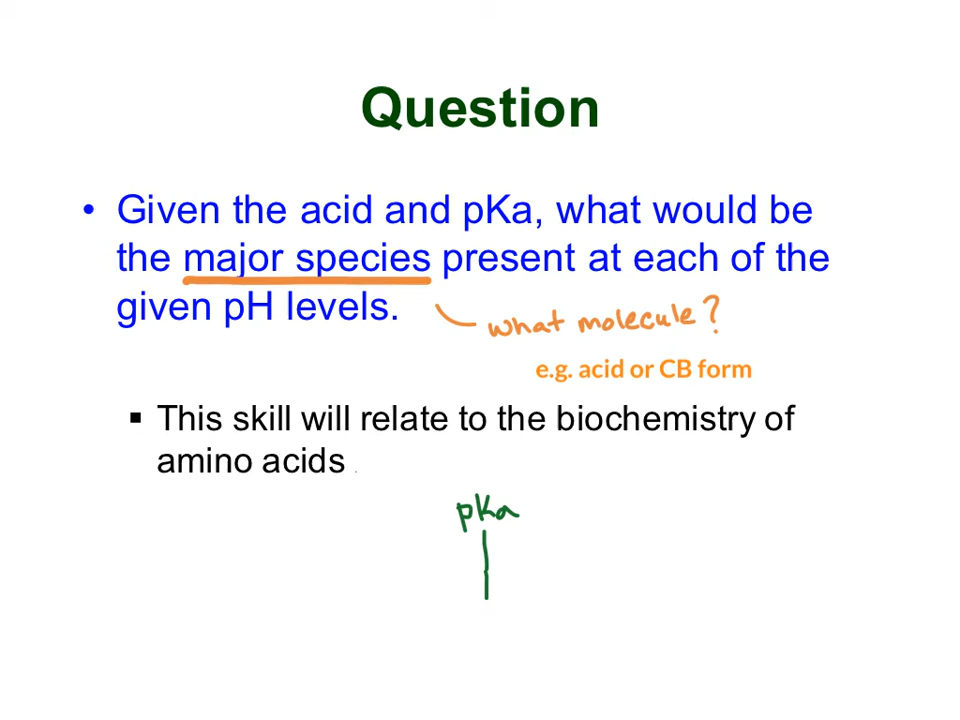 Question
• Given the acid and pKa, what would be
the major species present at each of the
given pH levels.
what molecule?
e.g. acid or CB form
▪ This skill will relate to the biochemistry of
amino acids
pKa